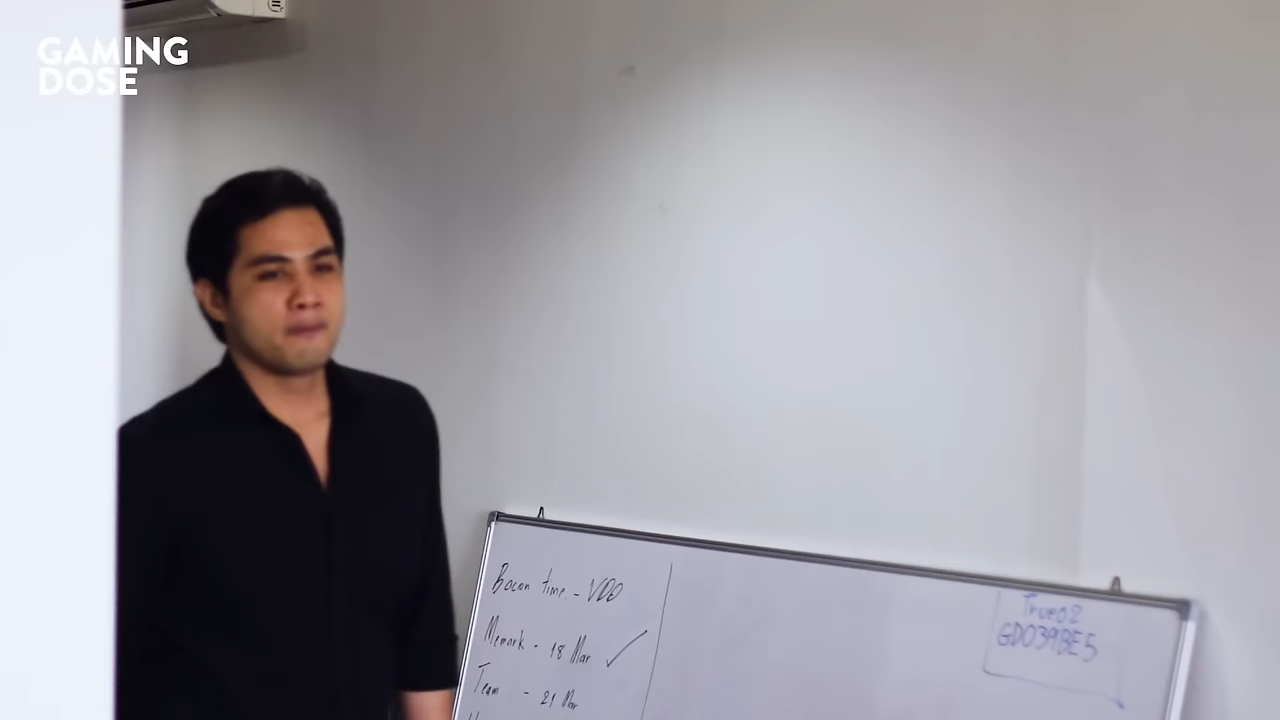 GAMING
DOSE
Bacon time. - VDO
Memark - 18 Mar ✓
Team - 21 Mar
True02
GD039BE5